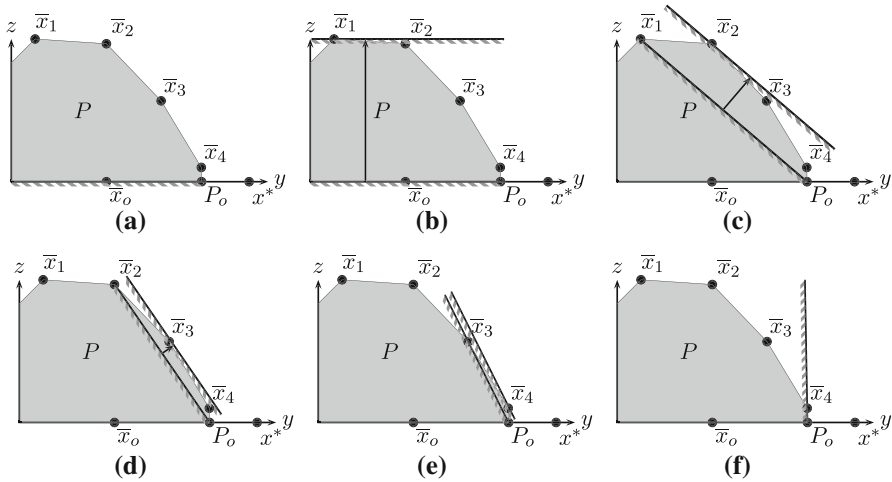 z x̅₁ x̅₂ x̅₃ P x̅₄ x̅ₒ Pₒ x* y
(a)
z x̅₁ x̅₂ x̅₃ P x̅₄ x̅ₒ Pₒ x* y
(b)
z x̅₁ x̅₂ x̅₃ P x̅₄ x̅ₒ Pₒ x* y
(c)
z x̅₁ x̅₂ x̅₃ P x̅₄ x̅ₒ Pₒ x* y
(d)
z x̅₁ x̅₂ x̅₃ P x̅₄ x̅ₒ Pₒ x* y
(e)
z x̅₁ x̅₂ x̅₃ P x̅₄ x̅ₒ Pₒ x* y
(f)